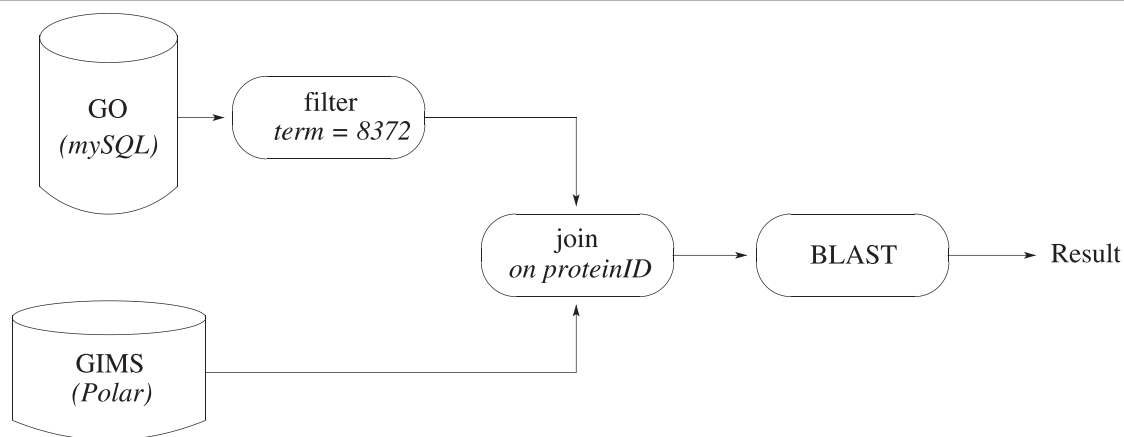 GO
(mySQL)
filter
term = 8372
join
on proteinID
BLAST
Result
GIMS
(Polar)